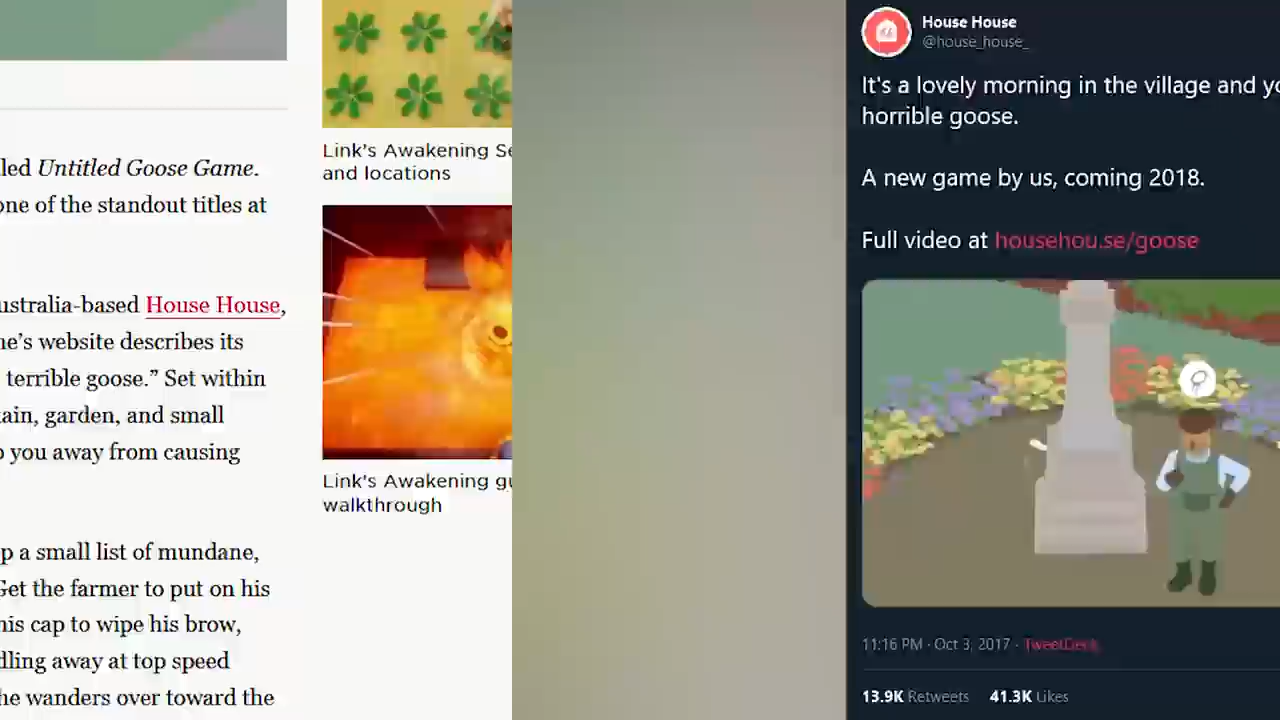 led Untitled Goose Game.
one of the standout titles at
ustralia-based House House,
ne’s website describes its
terrible goose.” Set within
ain, garden, and small
you away from causing
p a small list of mundane,
Get the farmer to put on his
his cap to wipe his brow,
dling away at top speed
he wanders over toward the
Link’s Awakening Se
and locations
Link’s Awakening gu
walkthrough
House House
@house_house_
It's a lovely morning in the village and yo
horrible goose.
A new game by us, coming 2018.
Full video at househou.se/goose
11:16 PM · Oct 3, 2017 · TweetDeck
13.9K Retweets 41.3K Likes